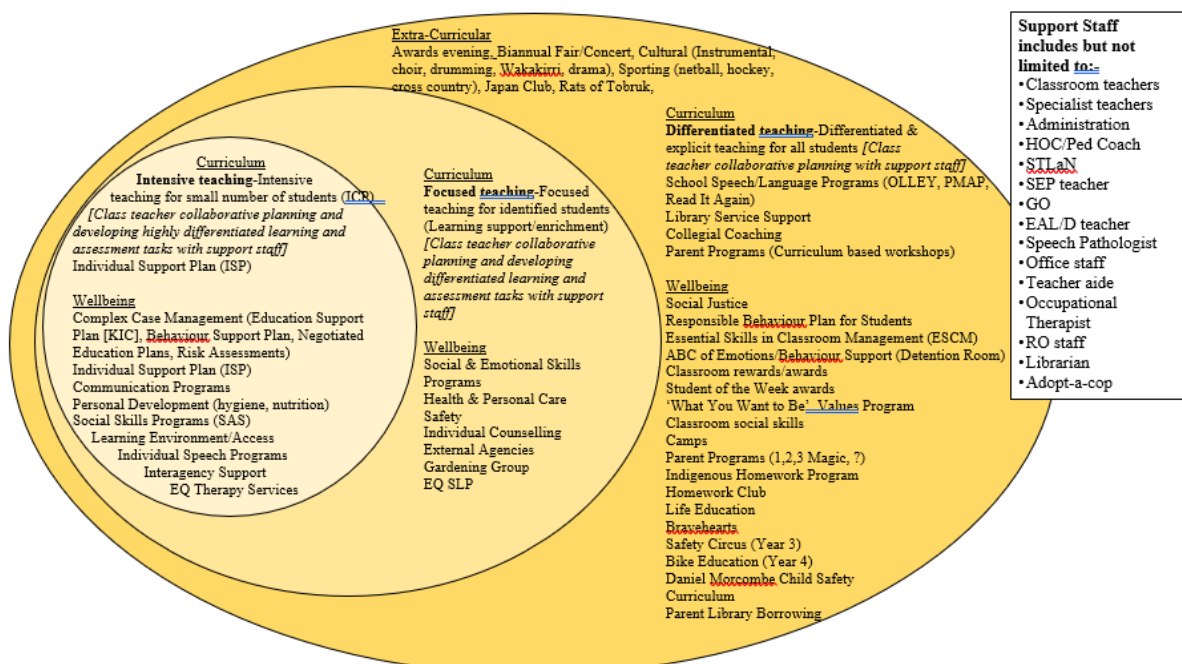 Extra-Curricular
Awards evening, Biannual Fair/Concert, Cultural (Instrumental,
choir, drumming, Wakakirri, drama), Sporting (netball, hockey,
cross country), Japan Club, Rats of Tobruk,
Curriculum
Intensive teaching-Intensive
teaching for small number of students (ICP)
[Class teacher collaborative planning and
developing highly differentiated learning and
assessment tasks with support staff]
Individual Support Plan (ISP)
Wellbeing
Complex Case Management (Education Support
Plan [KIC], Behaviour Support Plan, Negotiated
Education Plans, Risk Assessments)
Individual Support Plan (ISP)
Communication Programs
Personal Development (hygiene, nutrition)
Social Skills Programs (SAS)
Learning Environment/Access
Individual Speech Programs
Interagency Support
EQ Therapy Services
Curriculum
Focused teaching-Focused
teaching for identified students
(Learning support/enrichment)
[Class teacher collaborative
planning and developing
differentiated learning and
assessment tasks with support
staff]
Wellbeing
Social & Emotional Skills
Programs
Health & Personal Care
Safety
Individual Counselling
External Agencies
Gardening Group
EQ SLP
Curriculum
Differentiated teaching-Differentiated &
explicit teaching for all students [Class
teacher collaborative planning with support staff]
School Speech/Language Programs (OLLEY, PMAP,
Read It Again)
Library Service Support
Collegial Coaching
Parent Programs (Curriculum based workshops)
Wellbeing
Social Justice
Responsible Behaviour Plan for Students
Essential Skills in Classroom Management (ESCM)
ABC of Emotions/Behaviour Support (Detention Room)
Classroom rewards/awards
Student of the Week awards
‘What You Want to Be’ Values Program
Classroom social skills
Camps
Parent Programs (1,2,3 Magic, ?)
Indigenous Homework Program
Homework Club
Life Education
Bravehearts
Safety Circus (Year 3)
Bike Education (Year 4)
Daniel Morcombe Child Safety
Curriculum
Parent Library Borrowing
Support Staff
includes but not
limited to:-
•Classroom teachers
•Specialist teachers
•Administration
•HOC/Ped Coach
•STLaN
•SEP teacher
•GO
•EAL/D teacher
•Speech Pathologist
•Office staff
•Teacher aide
•Occupational
Therapist
•RO staff
•Librarian
•Adopt-a-cop